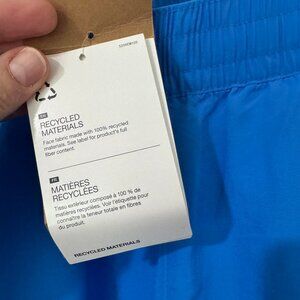 EN
RECYCLED
MATERIALS
Face fabric made with 100% recycled
materials. See label for product's full
fiber content.
FR
MATIÈRES
RECYCLÉES
Tissu extérieur composé à 100 % de
matières recyclées. Voir l'étiquette pour
connaître la teneur totale en fibres
du produit.
RECYCLED MATERIALS